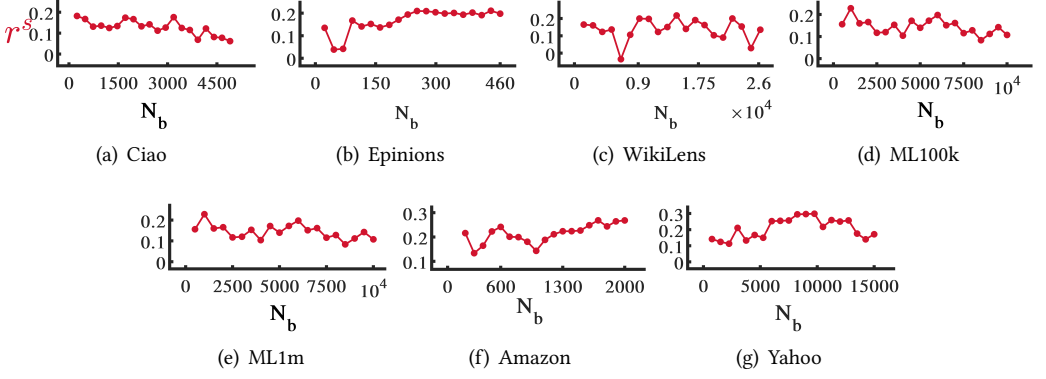 r^s
0.2 0.1 0
0 1500 3000 4500
N_b
(a) Ciao
0.2 0.1 0
0 150 300 460
N_b
(b) Epinions
0.2 0.1 0
0 0.9 1.75 2.6
N_b ×10^4
(c) WikiLens
0.2 0.1 0
0 2500 5000 7500 10^4
N_b
(d) ML100k
0.2 0.1 0
0 2500 5000 7500 10^4
N_b
(e) ML1m
0.3 0.2 0.1
0 600 1300 2000
N_b
(f) Amazon
0.3 0.2 0.1 0
0 5000 10000 15000
N_b
(g) Yahoo